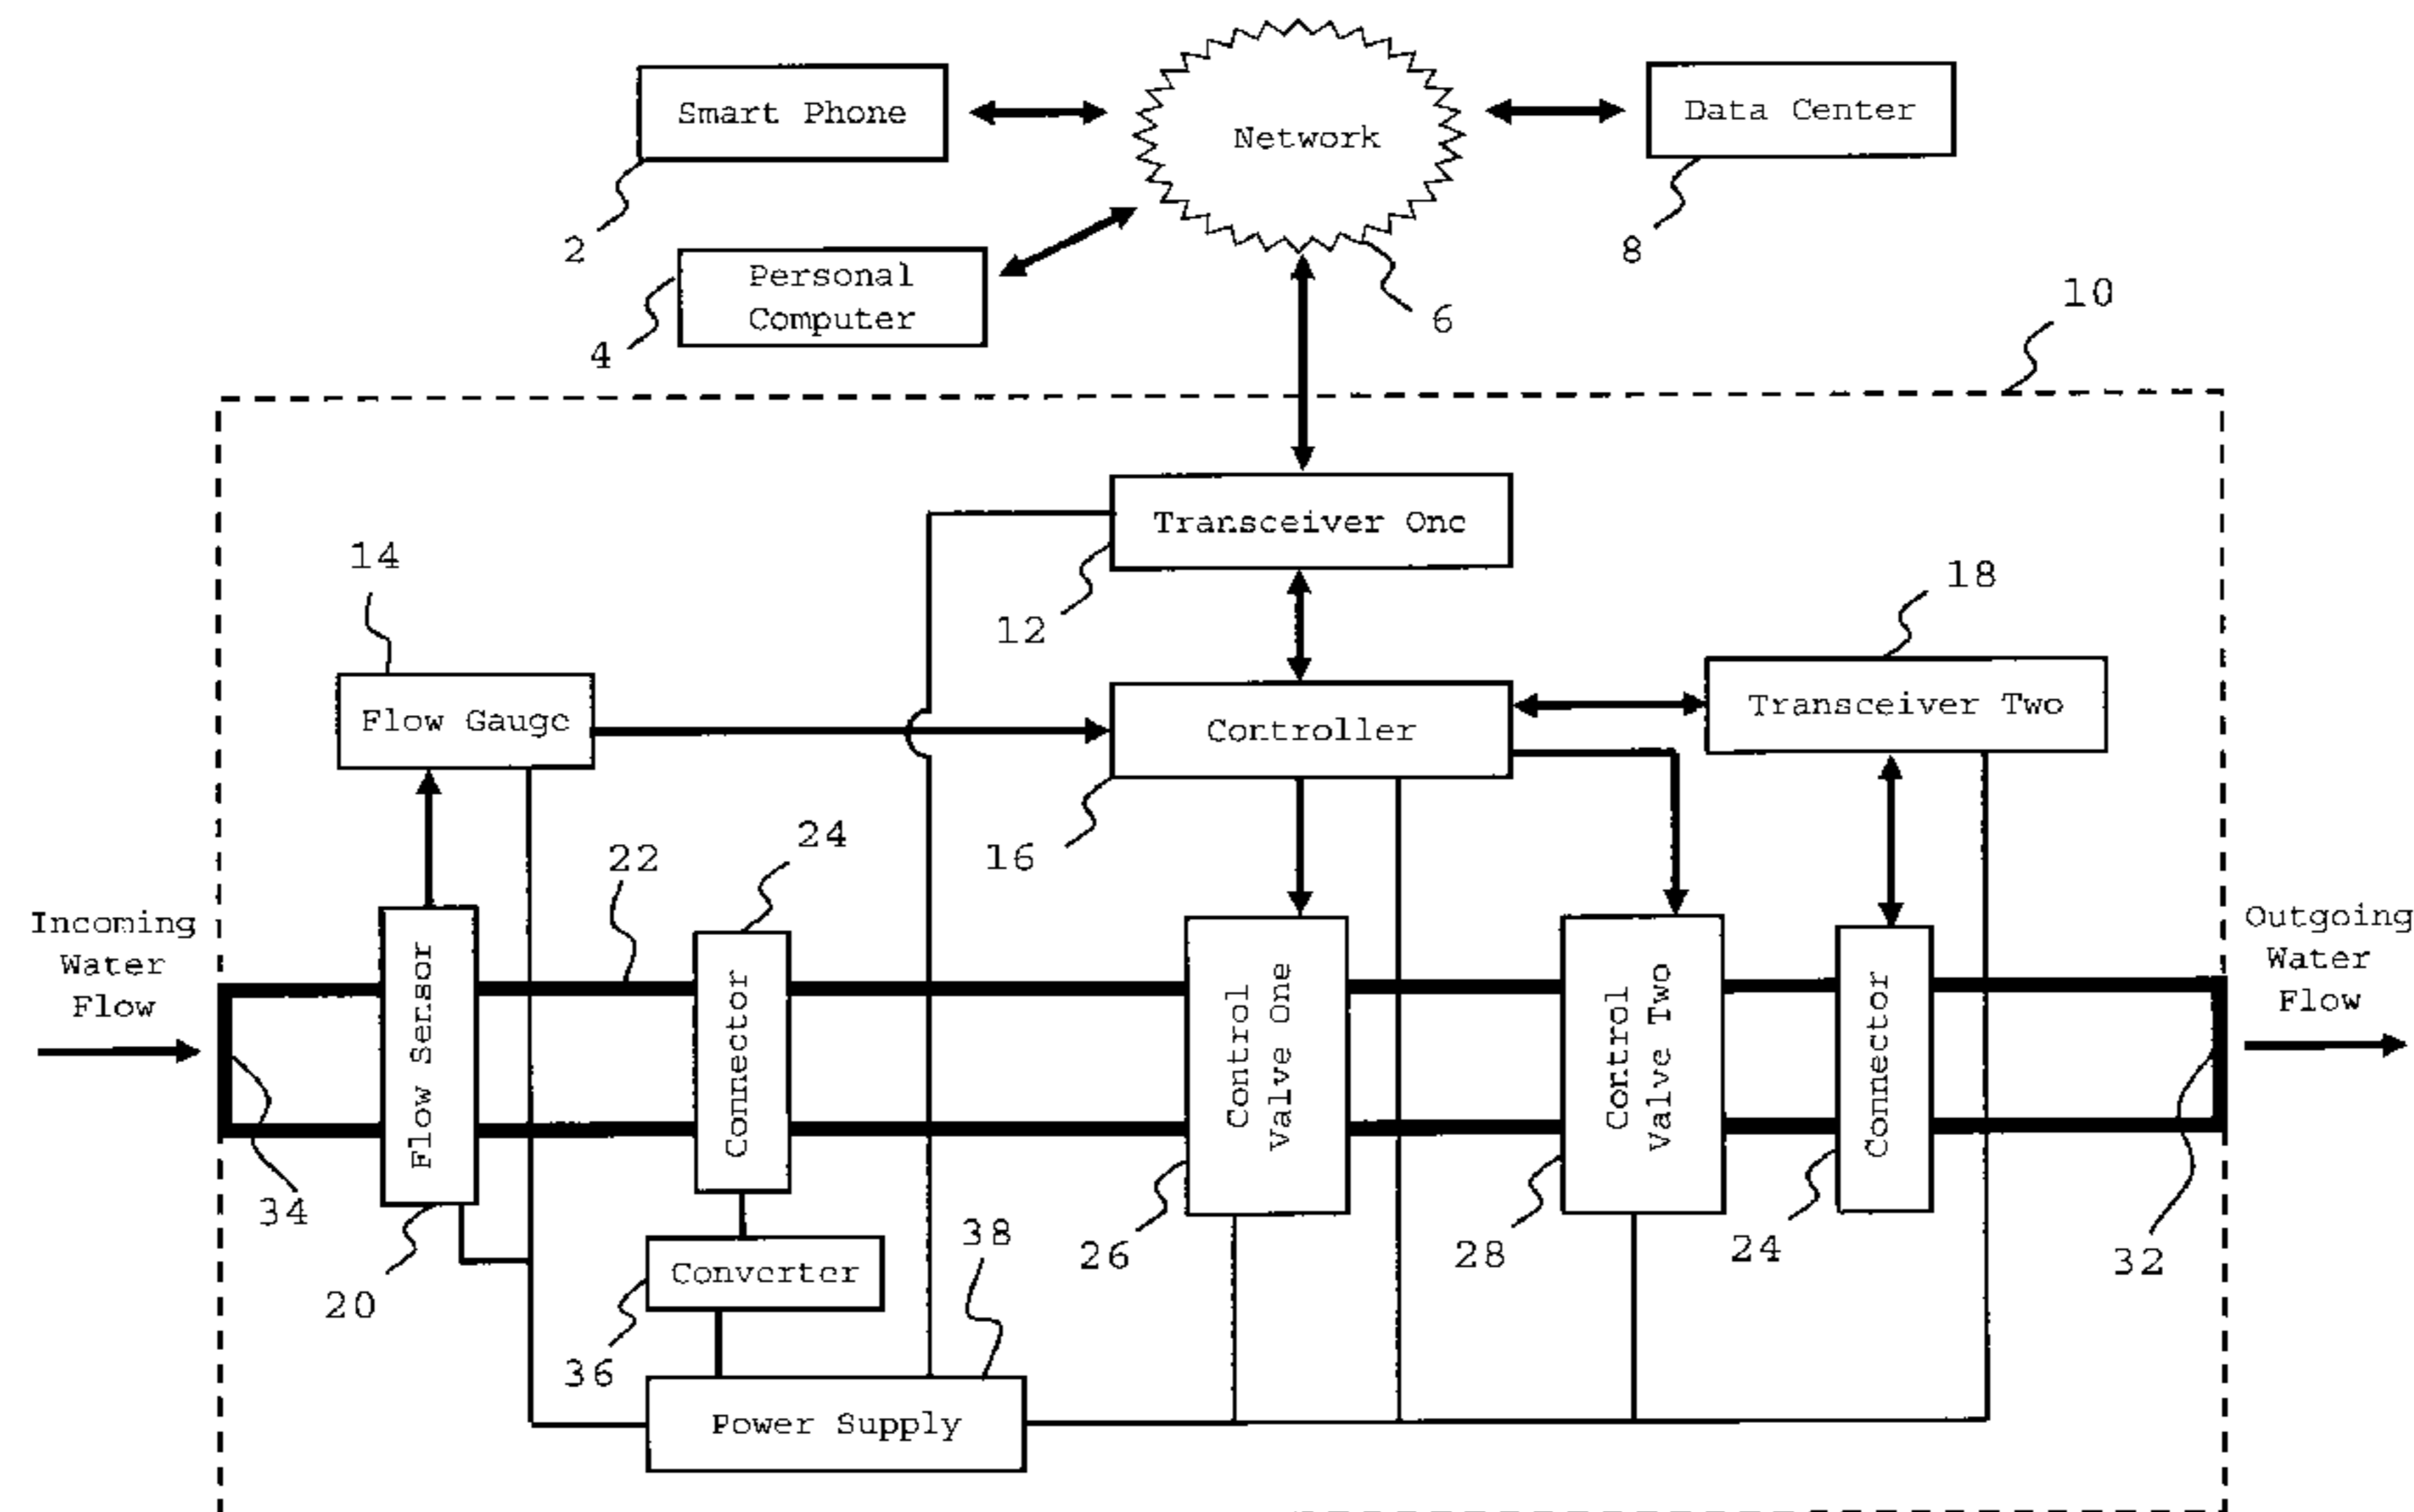 Smart Phone
Network
Data Center
2
Personal
Computer
4
6
8
10
Transceiver One
12
14
18
Flow Gauge
Controller
Transceiver Two
16
22
24
Incoming
Water
Flow
Flow Sensor
Connector
Control
Valve One
Control
Valve Two
Connector
Outgoing
Water
Flow
34
20
Converter
36
38
26
28
24
32
Power Supply